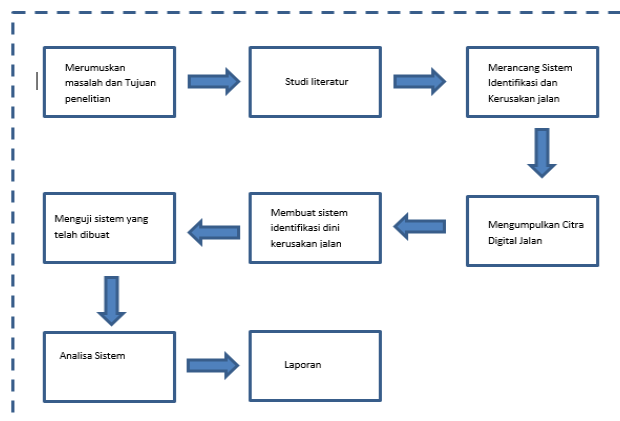 Merumuskan
masalah dan Tujuan
penelitian
Studi literatur
Merancang Sistem
Identifikasi dan
Kerusakan jalan
Mengumpulkan Citra
Digital Jalan
Membuat sistem
identifikasi dini
kerusakan jalan
Menguji sistem yang
telah dibuat
Analisa Sistem
Laporan